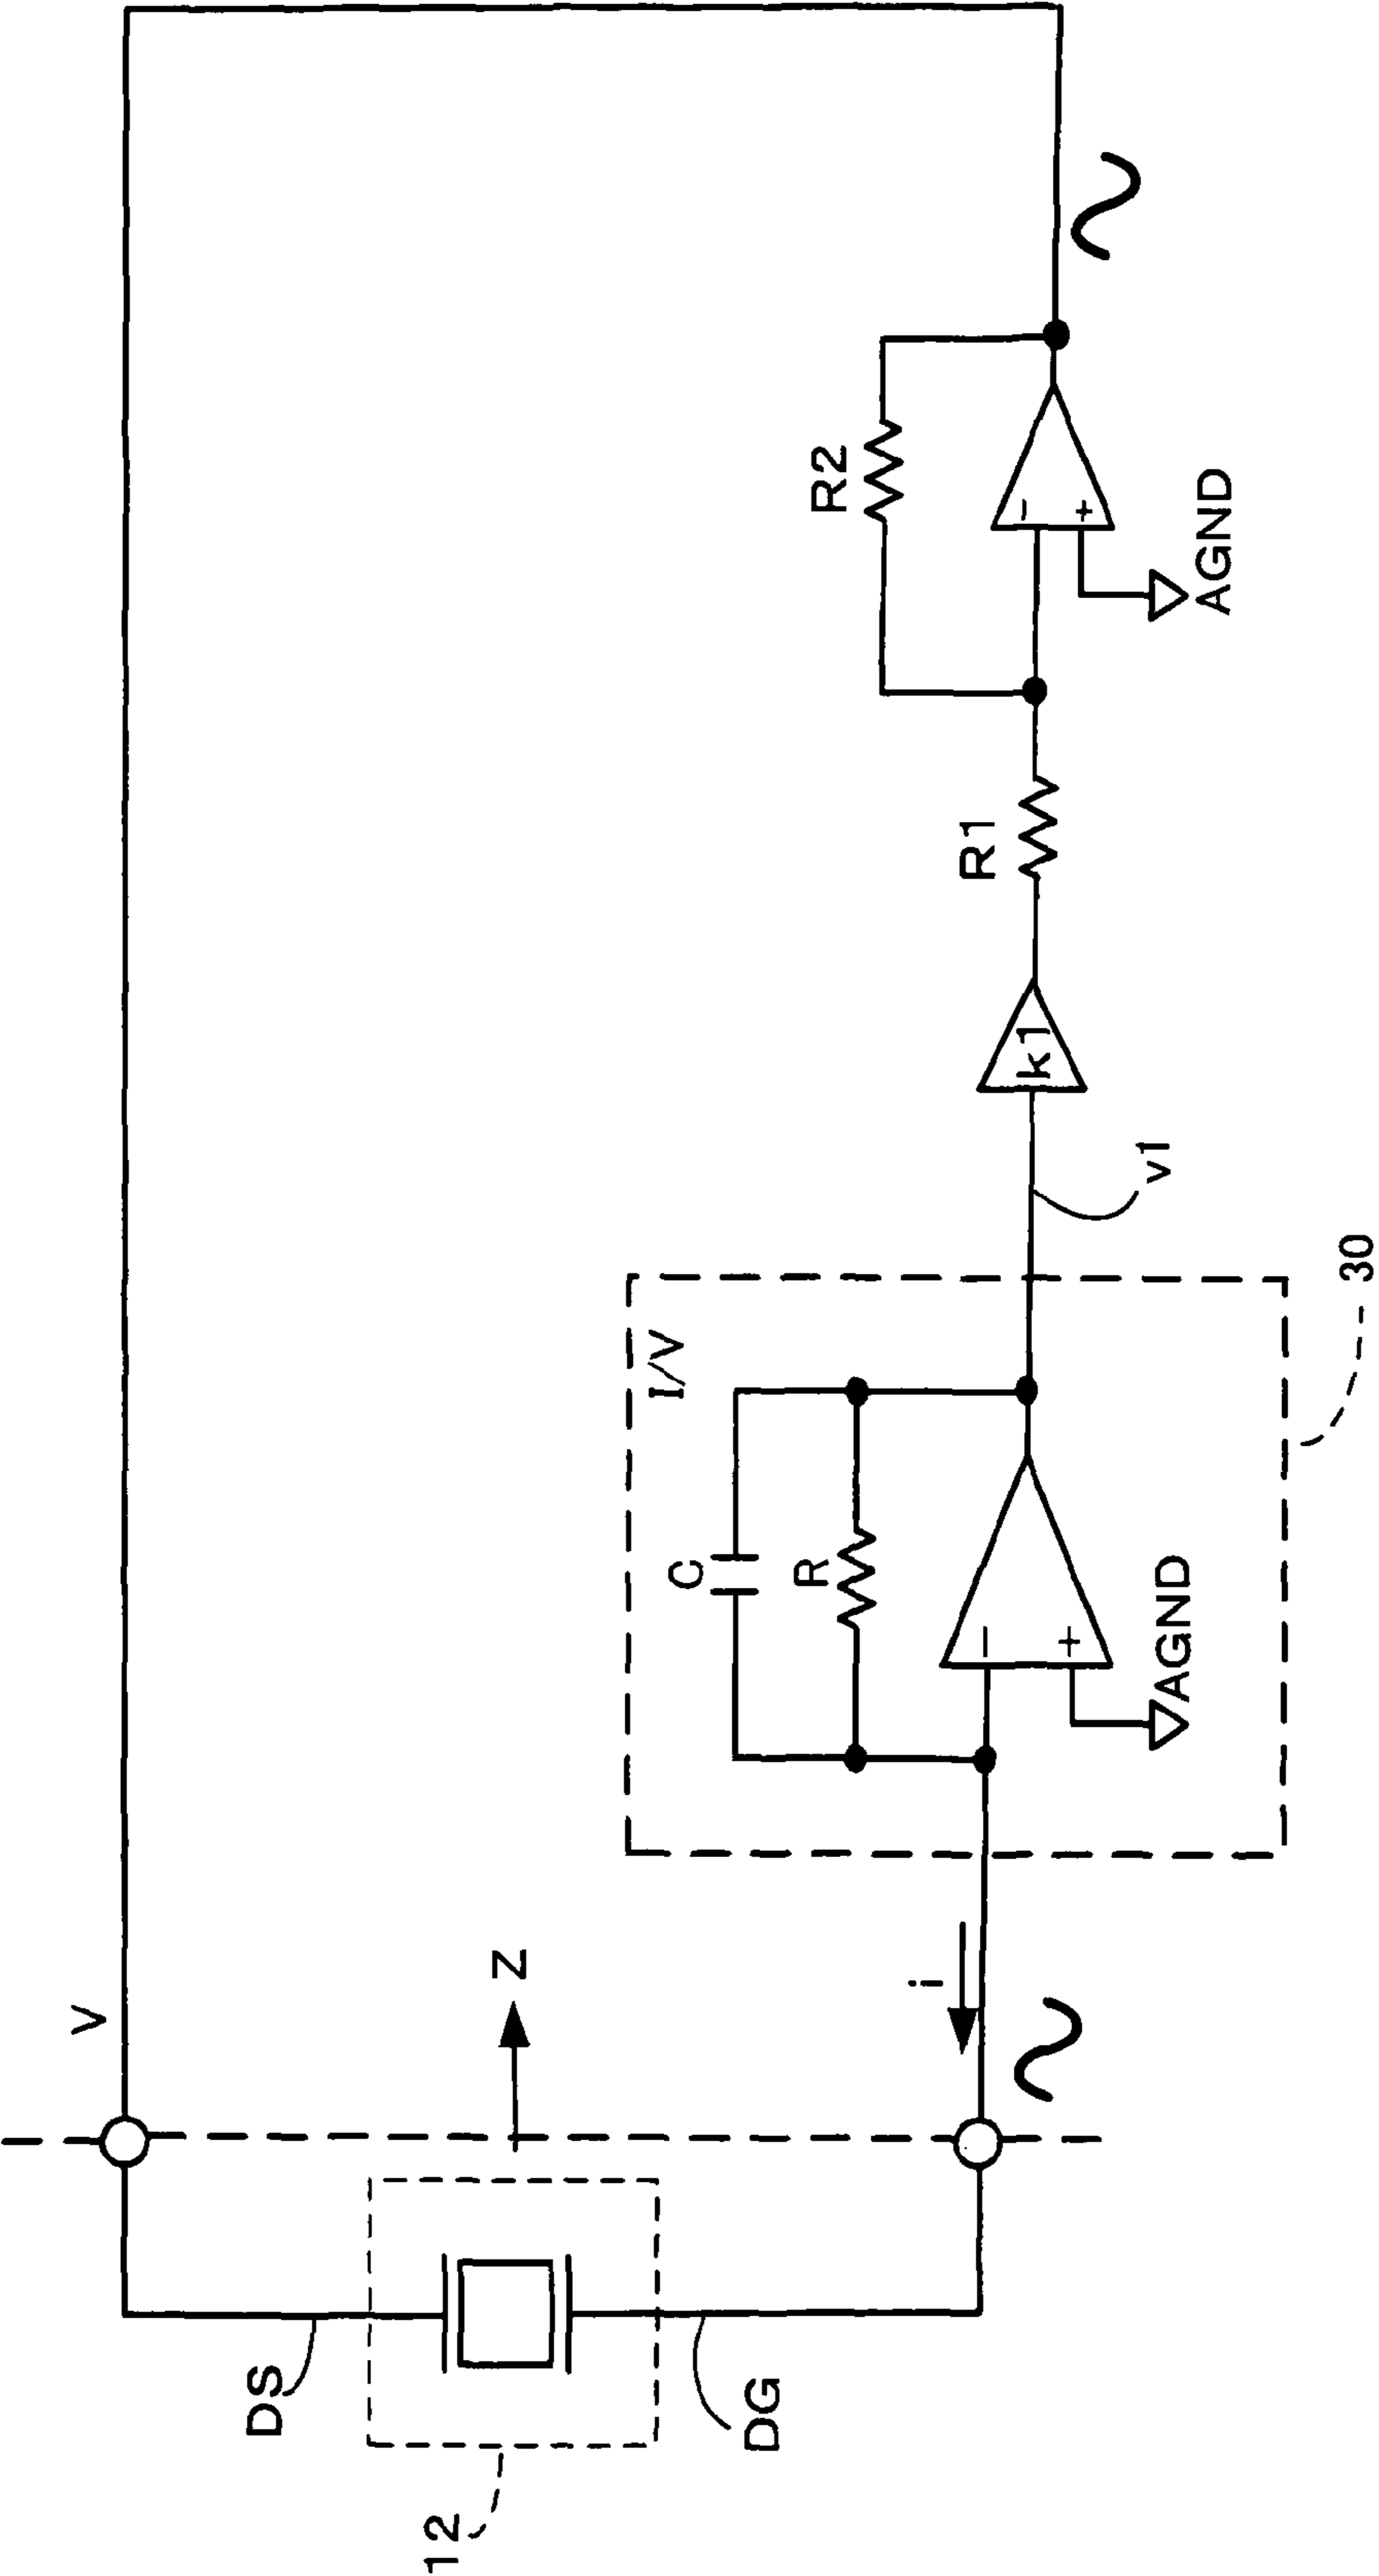 12
DS
DG
V
Z
i
I/V
C
R
−
+
AGND
30
v1
k1
R1
R2
−
+
AGND